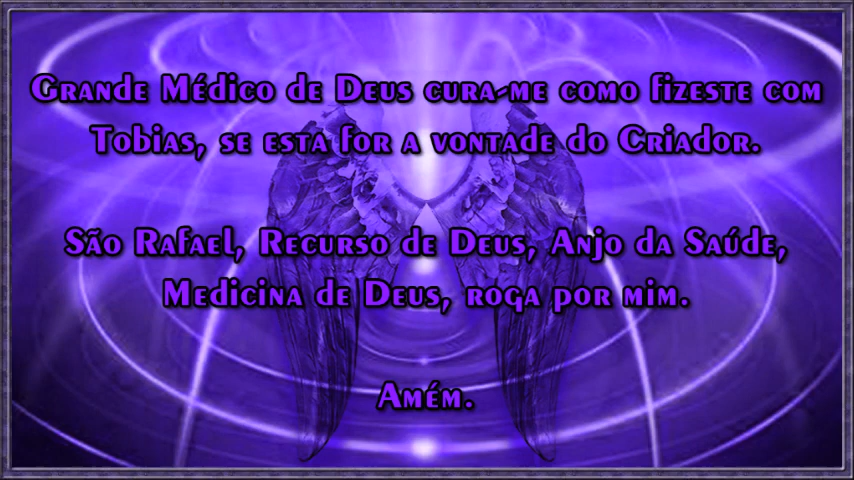 Grande Médico de Deus cura-me como fizeste com
Tobias, se esta for a vontade do Criador.
São Rafael, Recurso de Deus, Anjo da Saúde,
Medicina de Deus, roga por mim.
Amém.